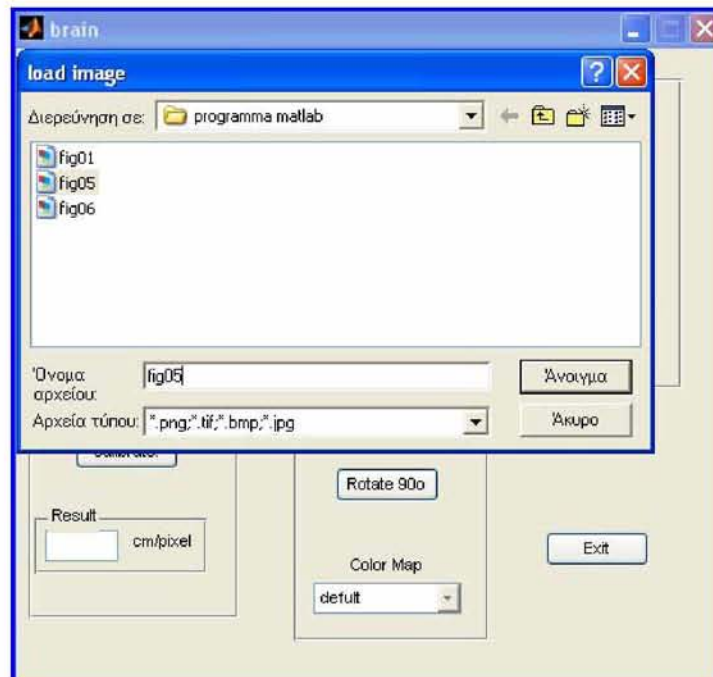 brain
load image
Διερεύνηση σε: programma matlab
fig01
fig05
fig06
Όνομα αρχείου: fig05 Άνοιγμα
Αρχεία τύπου: *.png;*.tif;*.bmp;*.jpg Άκυρο
Rotate 90o
Result
cm/pixel
Exit
Color Map
defult